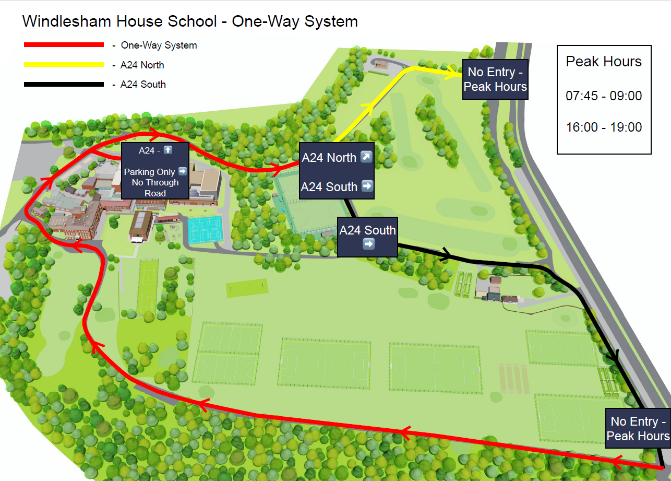 Windlesham House School - One-Way System
- One-Way System
- A24 North
- A24 South
Peak Hours
07:45 - 09:00
16:00 - 19:00
No Entry -
Peak Hours
A24 - ⬆
Parking Only ➡
No Through
Road
A24 North ↗
A24 South ➡
A24 South
➡
No Entry -
Peak Hours